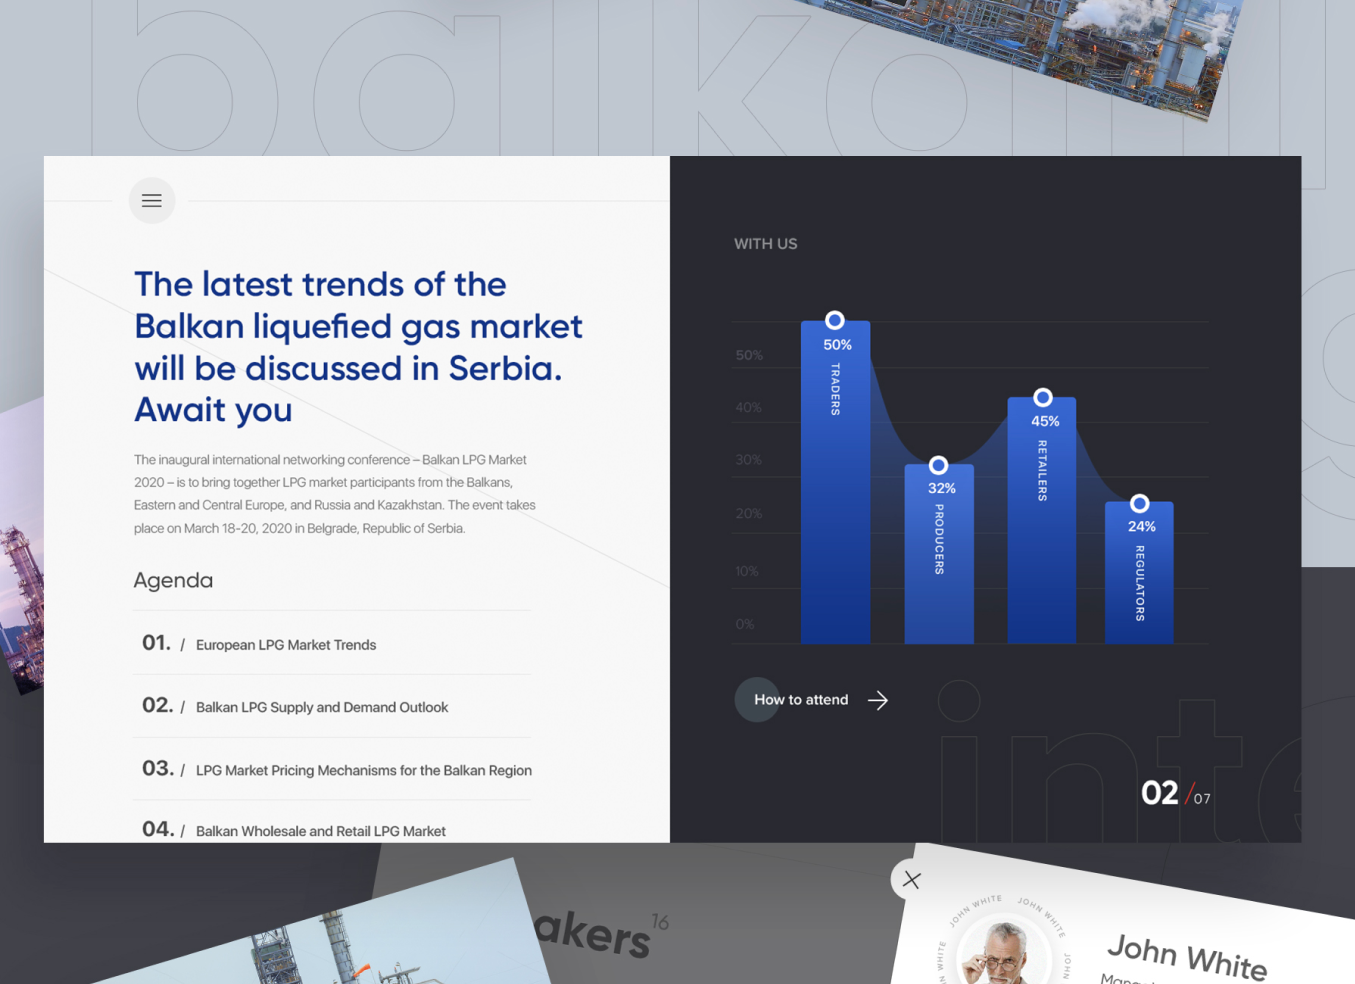 balkan
The latest trends of the
Balkan liquefied gas market
will be discussed in Serbia.
Await you
The inaugural international networking conference – Balkan LPG Market
2020 – is to bring together LPG market participants from the Balkans,
Eastern and Central Europe, and Russia and Kazakhstan. The event takes
place on March 18-20, 2020 in Belgrade, Republic of Serbia.
Agenda
01. / European LPG Market Trends
02. / Balkan LPG Supply and Demand Outlook
03. / LPG Market Pricing Mechanisms for the Balkan Region
04. / Balkan Wholesale and Retail LPG Market
WITH US
50%
40%
30%
20%
10%
0%
50%
TRADERS
32%
PRODUCERS
45%
RETAILERS
24%
REGULATORS
How to attend
inte
02 /07
akers 16
JOHN WHITE JOHN WHITE JOHN WHITE
John White